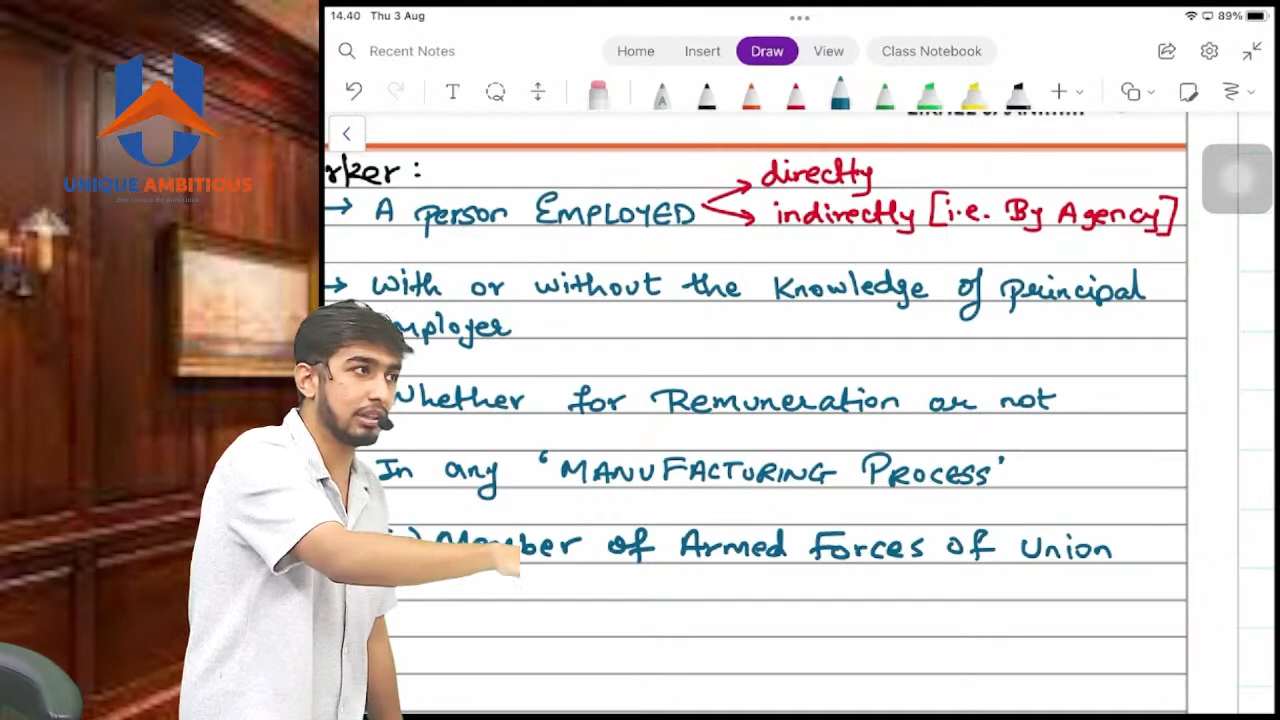 14.40 Thu 3 Aug
89%
Recent Notes
Home Insert Draw View Class Notebook
UNIQUE AMBITIOUS
rker :
→ A person EMPLOYED directly
indirectly [i.e. By Agency]
→ With or without the Knowledge of principal
mployer
whether for Remuneration or not
In any 'MANUFACTURING PROCESS'
Member of Armed Forces of Union